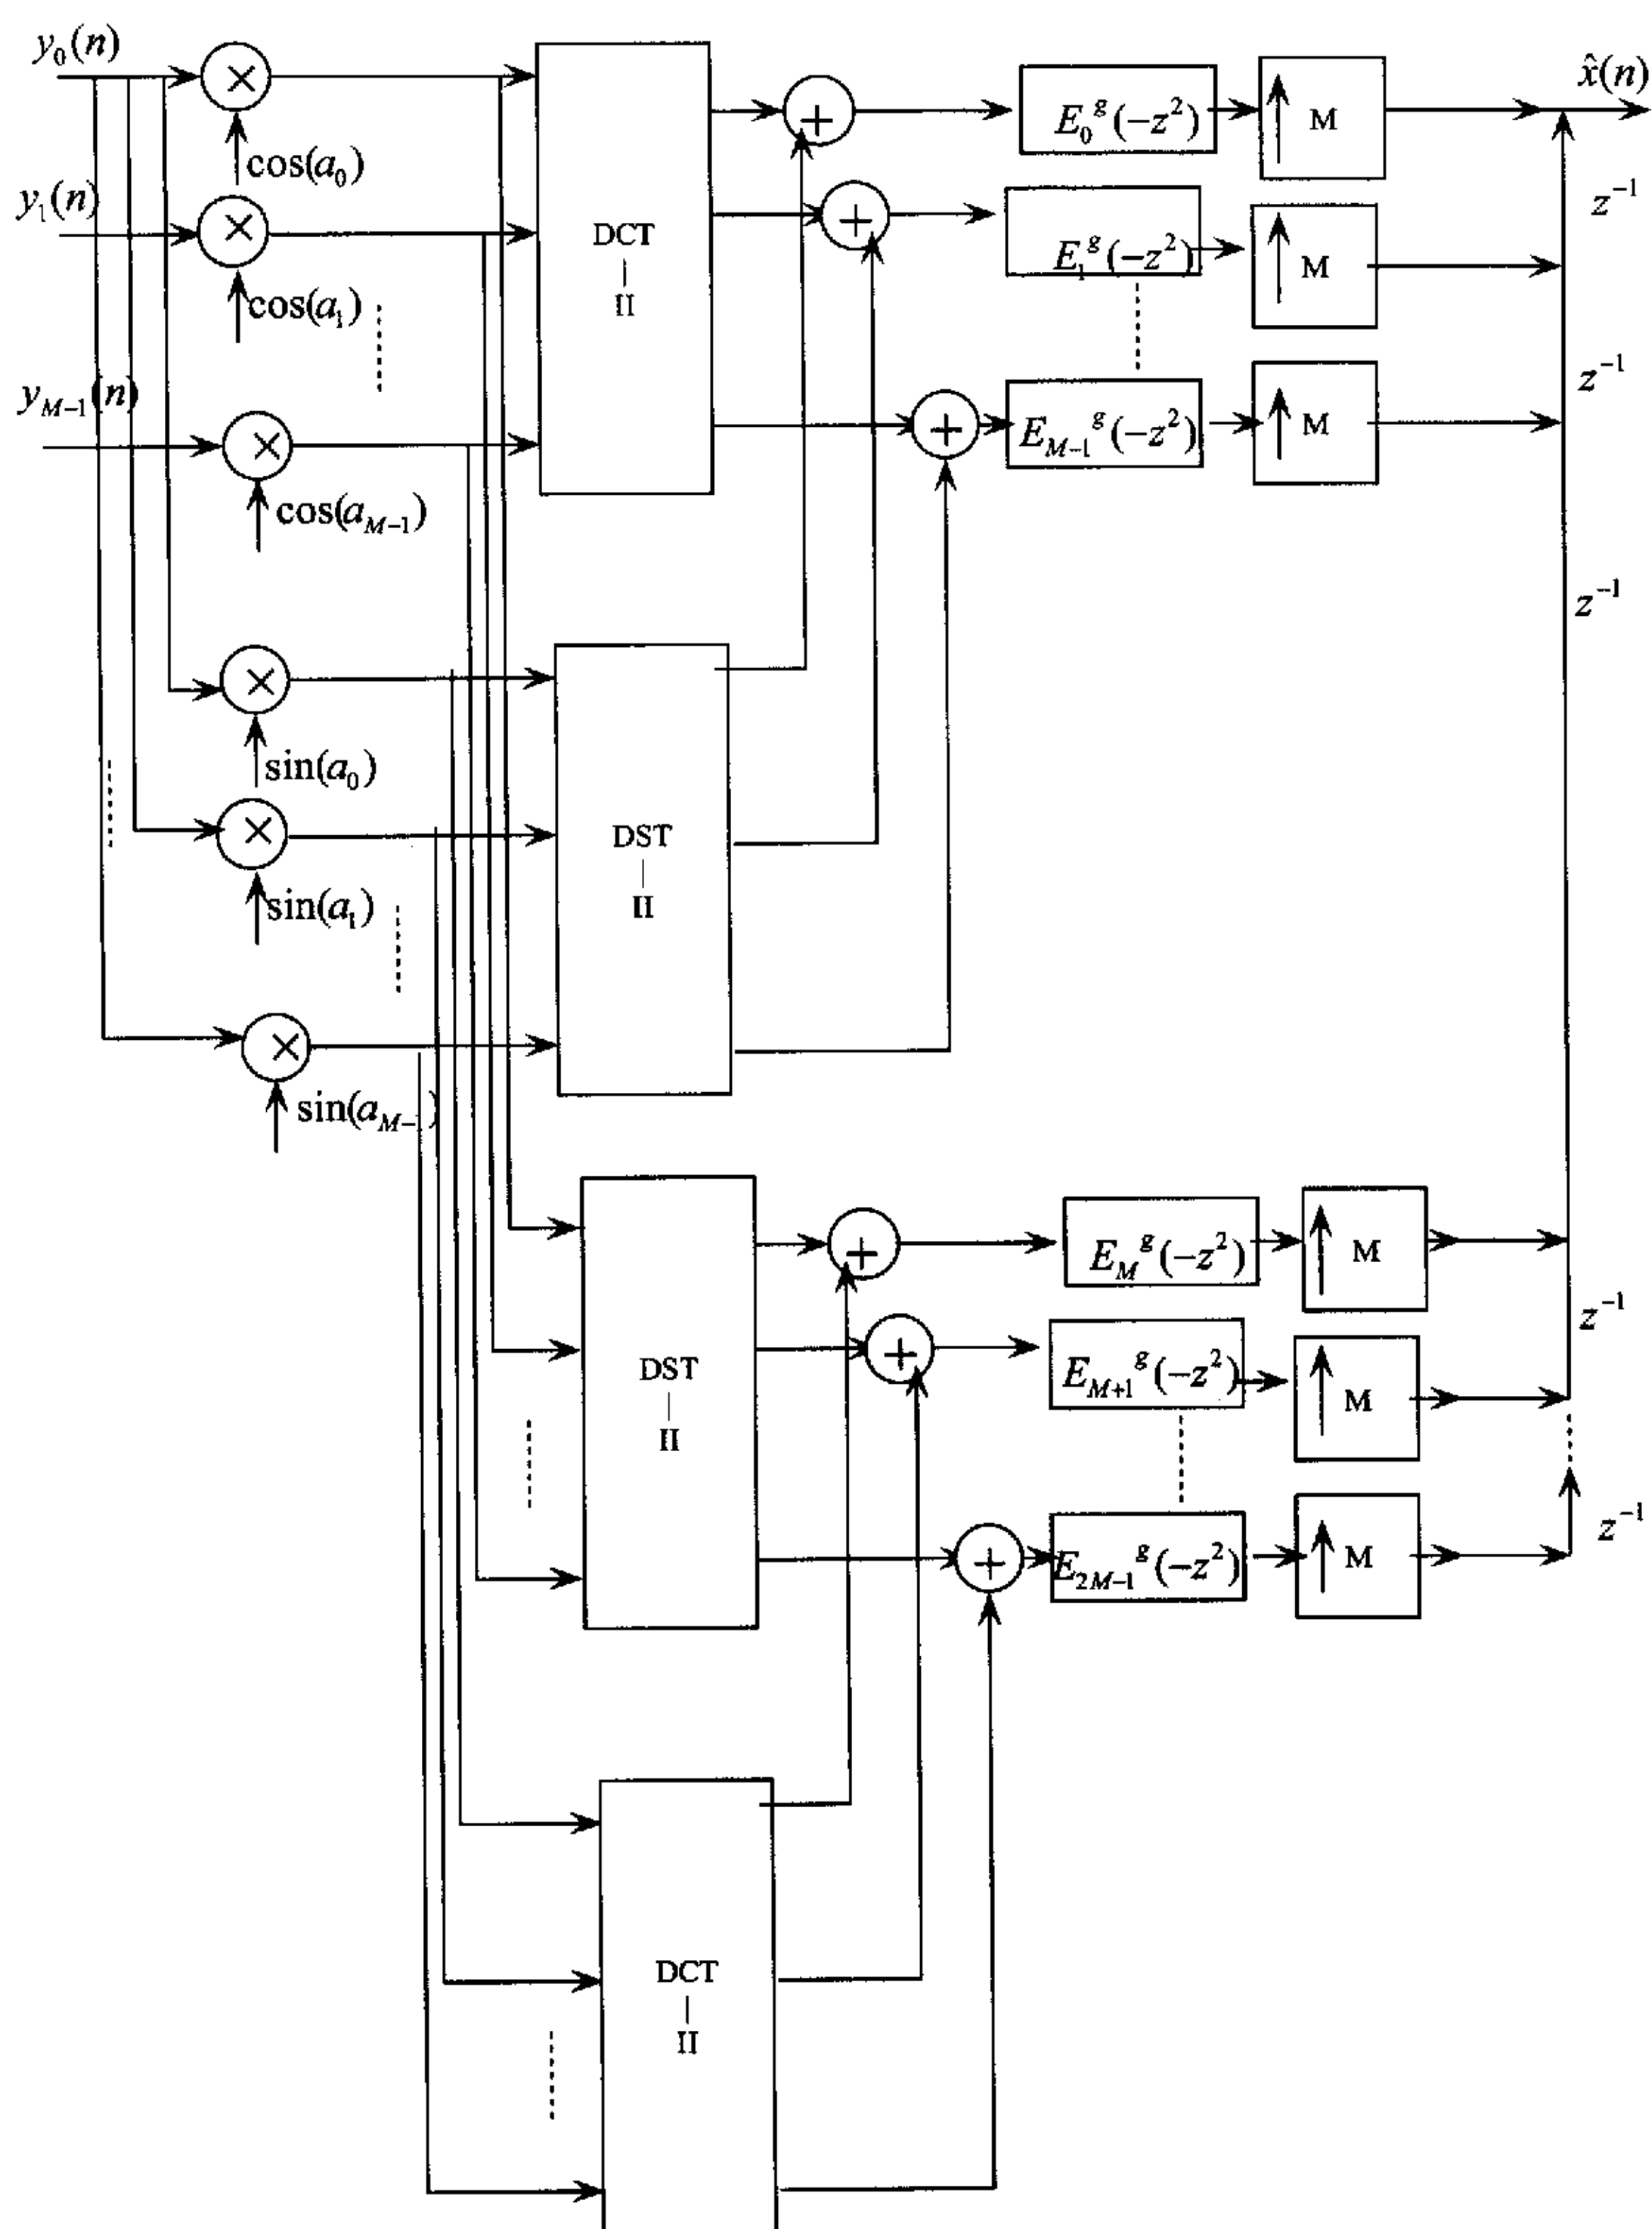 y₀(n)
cos(a₀)
y₁(n)
cos(a₁)
y_{M−1}(n)
cos(a_{M−1})
DCT
|
II
+
+
+
E₀^g(−z²)
M
x̂(n)
z⁻¹
E₁^g(−z²)
M
z⁻¹
E_{M−1}^g(−z²)
M
z⁻¹
sin(a₀)
sin(a₁)
sin(a_{M−})
DST
|
II
DST
|
II
+
+
+
E_M^g(−z²)
M
z⁻¹
E_{M+1}^g(−z²)
M
z⁻¹
E_{2M−1}^g(−z²)
M
DCT
|
II